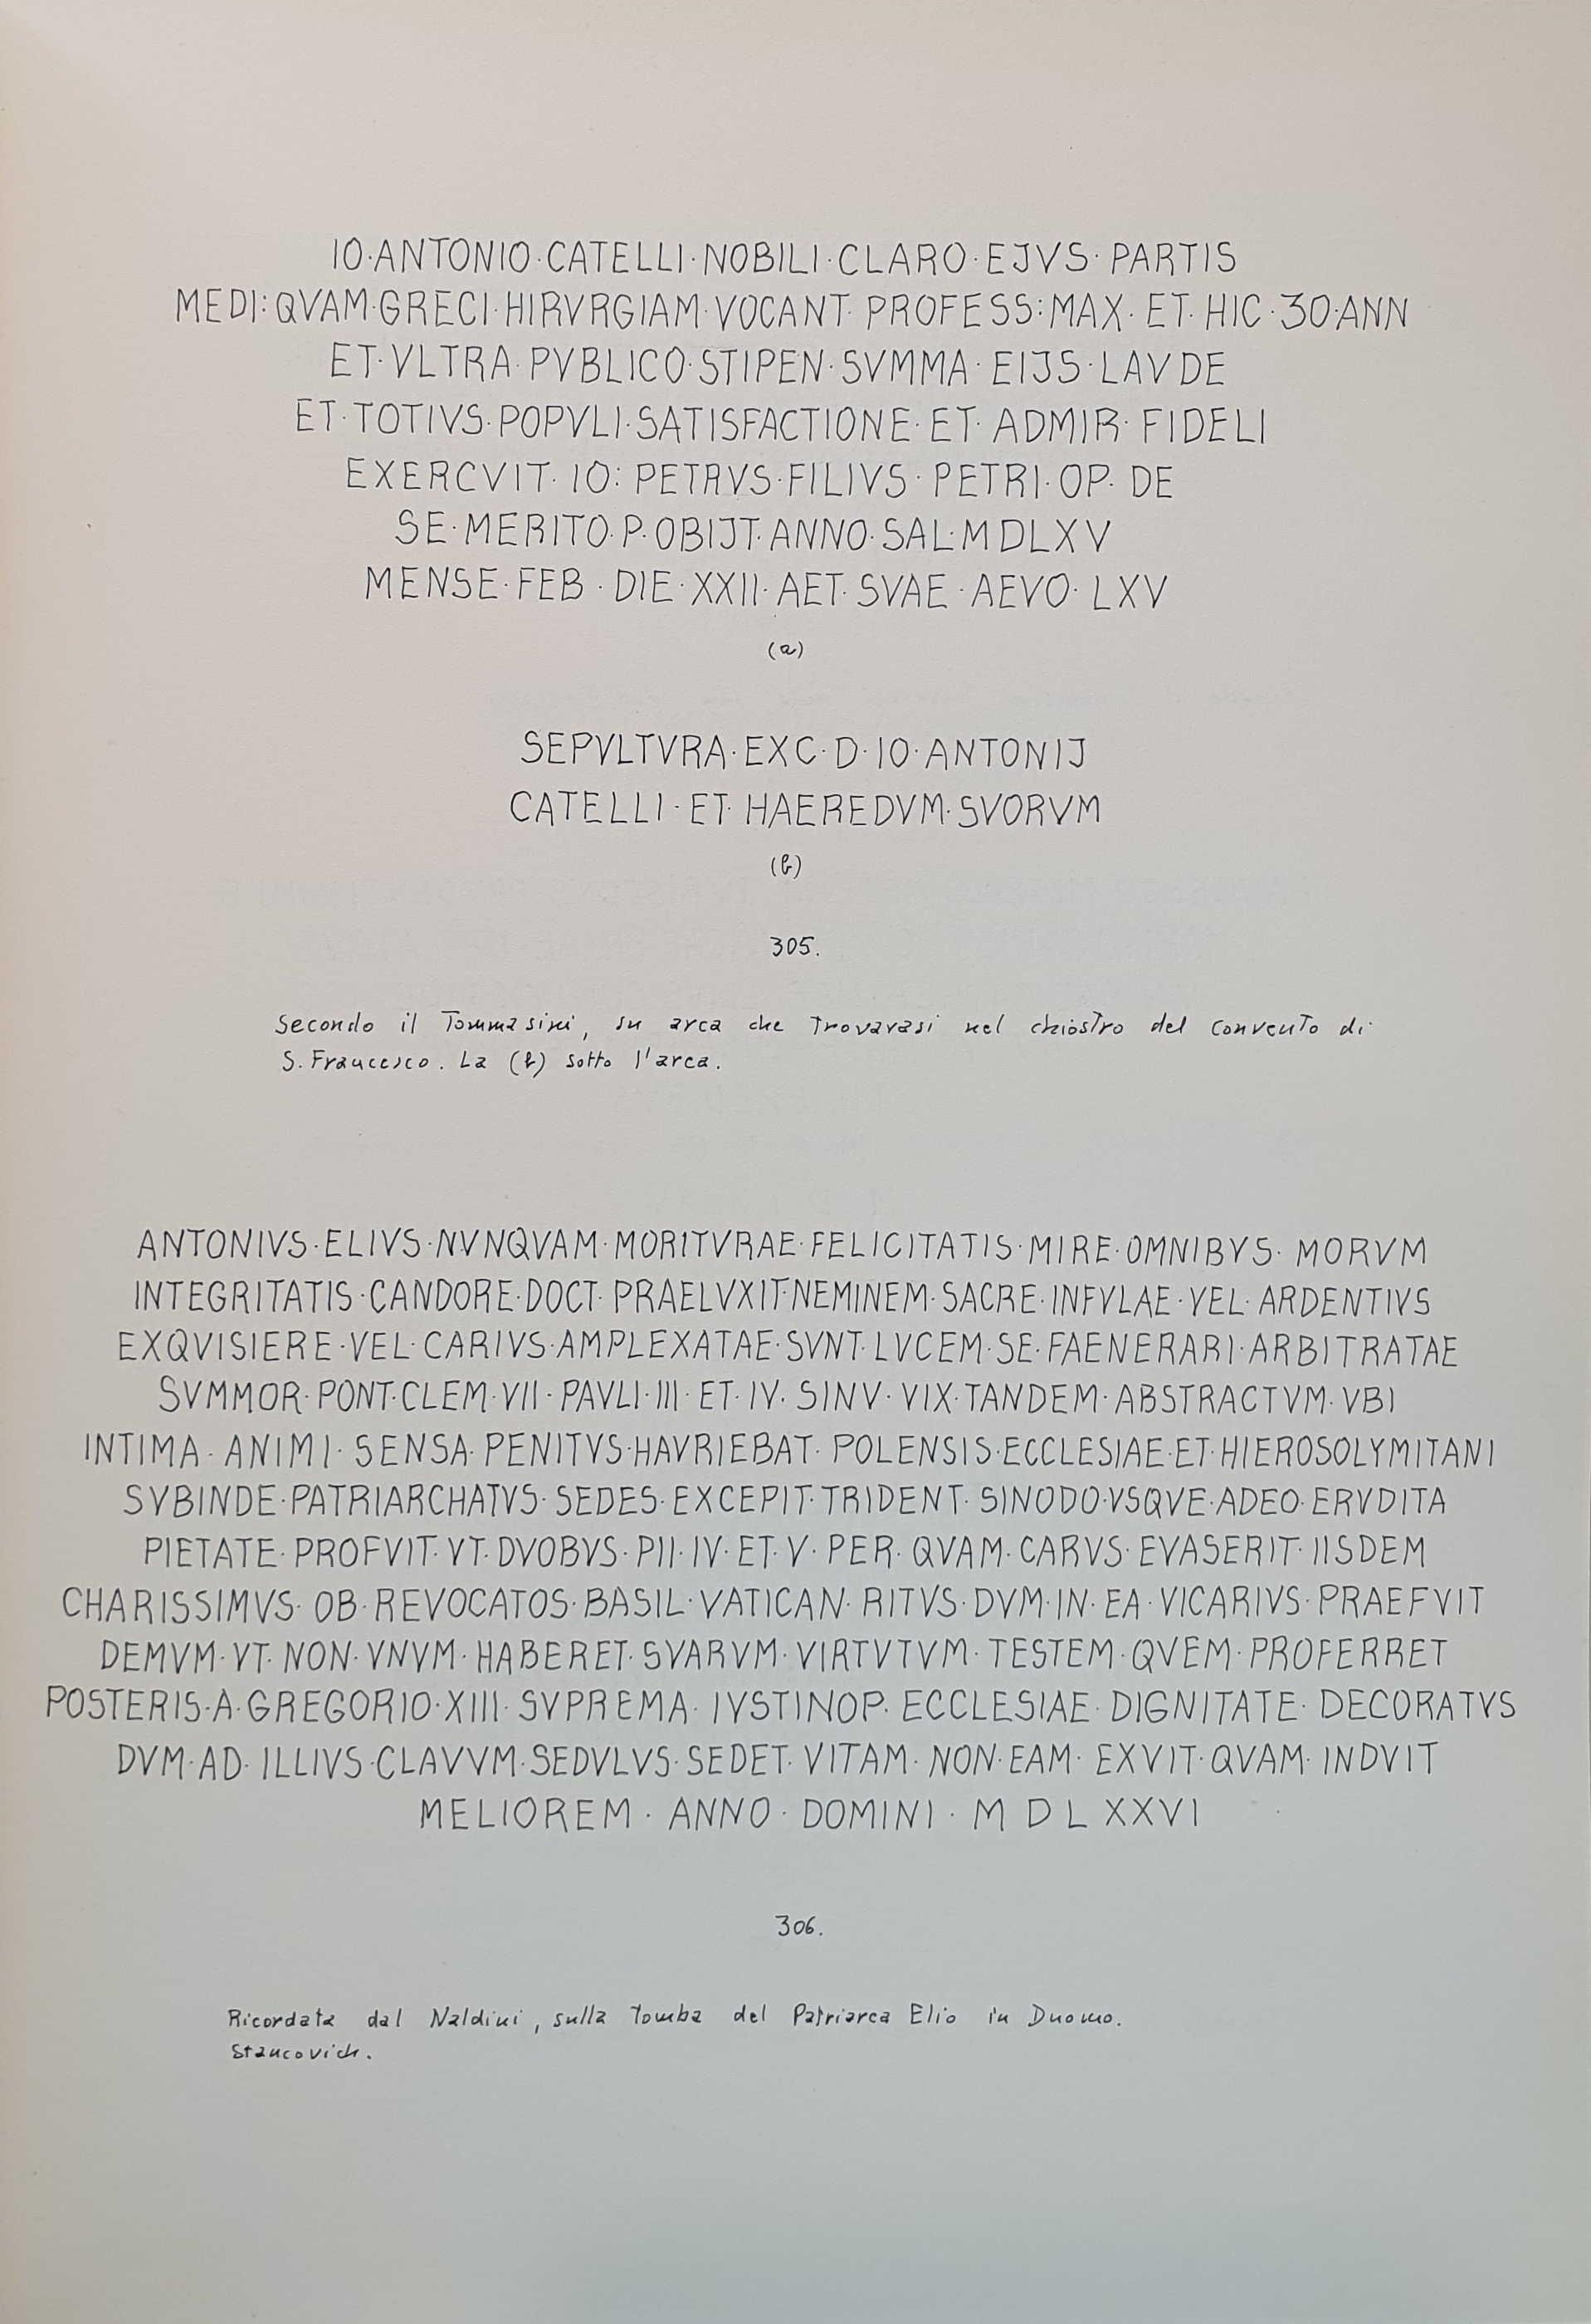 IO·ANTONIO·CATELLI·NOBILI·CLARO·EJVS·PARTIS
MEDI:QVAM·GRECI·HIRVRGIAM·VOCANT·PROFESS:MAX·ET·HIC·30·ANN
ET·VLTRA·PVBLICO·STIPEN·SVMMA·EIJS·LAVDE
ET·TOTIVS·POPVLI·SATISFACTIONE·ET·ADMIR·FIDELI
EXERCVIT·IO:PETRVS·FILIVS·PETRI·OP·DE
SE·MERITO·P·OBIJT·ANNO·SAL·MDLXV
MENSE·FEB·DIE·XXII·AET·SVAE·AEVO·LXV
(a)
SEPVLTVRA·EXC·D·IO·ANTONIJ
CATELLI·ET·HAEREDVM·SVORVM
(b)
305.
Secondo il Tommasini, su arca che trovavasi nel chiostro del convento di
S. Francesco. La (b) sotto l'arca.
ANTONIVS·ELIVS·NVNQVAM·MORITVRAE·FELICITATIS·MIRE·OMNIBVS·MORVM
INTEGRITATIS·CANDORE·DOCT·PRAELVXIT·NEMINEM·SACRE·INFVLAE·VEL·ARDENTIVS
EXQVISIERE·VEL·CARIVS·AMPLEXATAE·SVNT·LVCEM·SE·FAENERARI·ARBITRATAE
SVMMOR·PONT·CLEM·VII·PAVLI·III·ET·IV·SINV·VIX·TANDEM·ABSTRACTVM·VBI
INTIMA·ANIMI·SENSA·PENITVS·HAVRIEBAT·POLENSIS·ECCLESIAE·ET·HIEROSOLYMITANI
SVBINDE·PATRIARCHATVS·SEDES·EXCEPIT·TRIDENT·SINODO·VSQVE·ADEO·ERVDITA
PIETATE·PROFVIT·VT·DVOBVS·PII·IV·ET·V·PER·QVAM·CARVS·EVASERIT·IISDEM
CHARISSIMVS·OB·REVOCATOS·BASIL·VATICAN·RITVS·DVM·IN·EA·VICARIVS·PRAEFVIT
DEMVM·VT·NON·VNVM·HABERET·SVARVM·VIRTVTVM·TESTEM·QVEM·PROFERRET
POSTERIS·A·GREGORIO·XIII·SVPREMA·IVSTINOP·ECCLESIAE·DIGNITATE·DECORATVS
DVM·AD·ILLIVS·CLAVVM·SEDVLVS·SEDET·VITAM·NON·EAM·EXVIT·QVAM·INDVIT
MELIOREM·ANNO·DOMINI·MDLXXVI
306.
Ricordata dal Naldini, sulla tomba del Patriarca Elio in Duomo.
Stancovich.